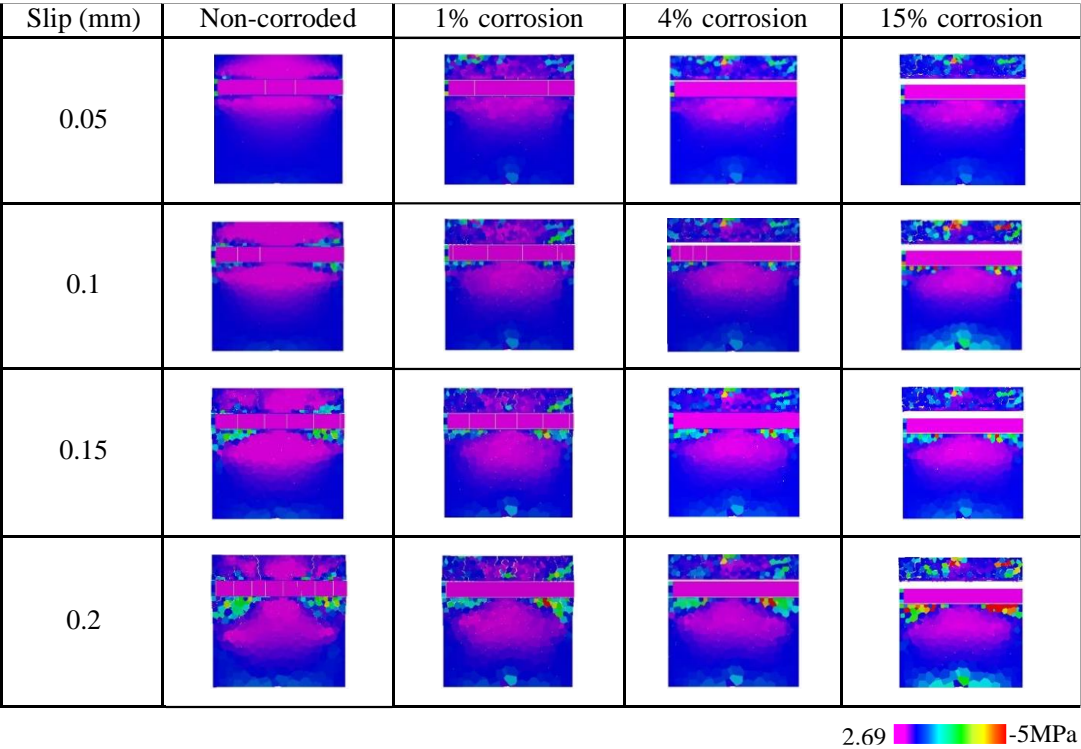 Slip (mm) Non-corroded 1% corrosion 4% corrosion 15% corrosion
0.05
0.1
0.15
0.2
2.69 -5MPa